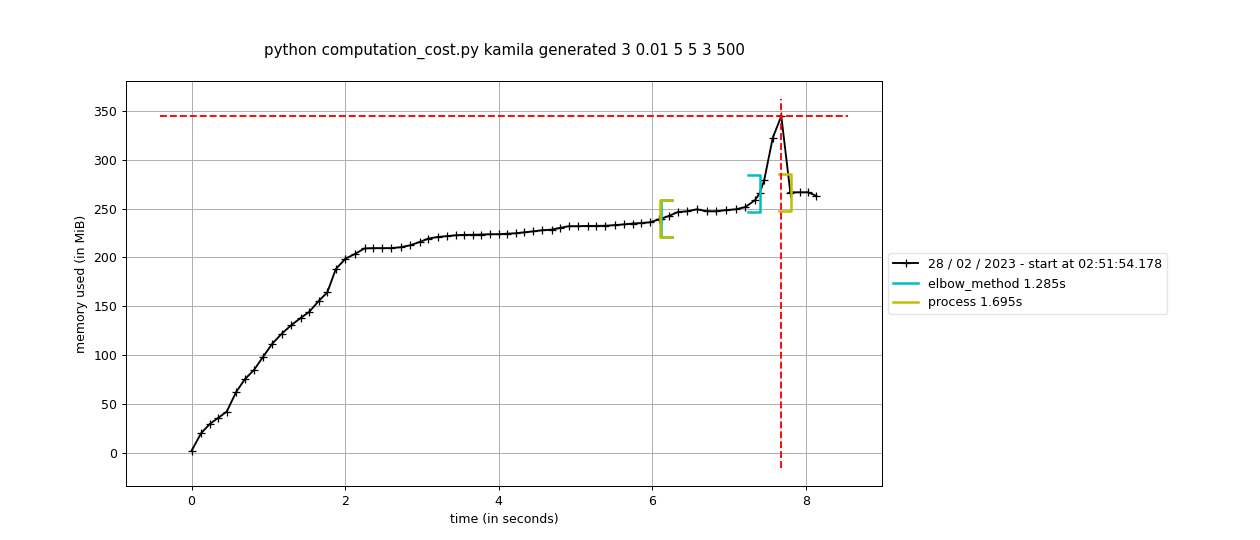 python computation_cost.py kamila generated 3 0.01 5 5 3 500
memory used (in MiB)
350
300
250
200
150
100
50
0
0 2 4 6 8
time (in seconds)
28 / 02 / 2023 - start at 02:51:54.178
elbow_method 1.285s
process 1.695s